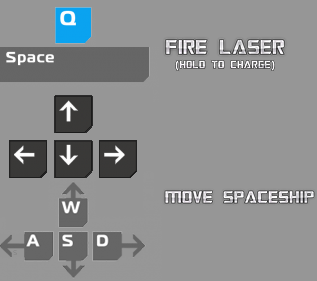 Q
FIRE LASER
Space
(HOLD TO CHARGE)
W
MOVE SPACESHIP
A S D